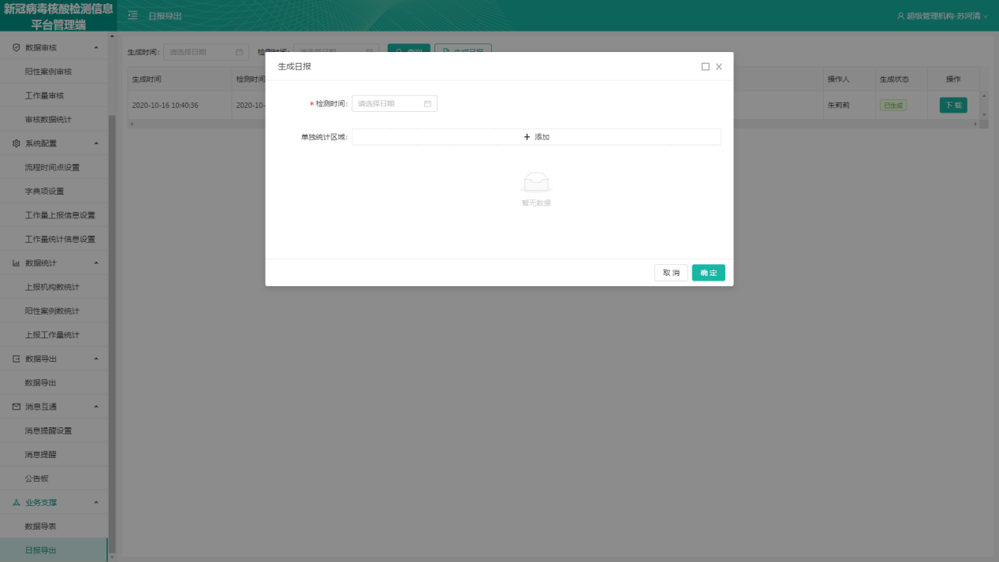 新冠病毒核酸检测信息
平台管理端
日报导出
超级管理机构-苏河清
数据审核
阳性案例审核
工作量审核
审核数据统计
系统配置
流程时间点设置
字典项设置
工作量上报信息设置
工作量统计信息设置
数据统计
上报机构数统计
阳性案例数统计
上报工作量统计
数据导出
数据导出
消息互通
消息提醒设置
消息提醒
公告板
业务支撑
数据导表
日报导出
生成时间: 请选择日期 检测时间: 请选择日期 查询 生成日报
生成时间 检测时间 操作人 生成状态 操作
2020-10-16 10:40:36 2020-10- 朱莉莉 已生成 下 载
生成日报
* 检测时间: 请选择日期
单独统计区域: + 添加
暂无数据
取 消 确 定